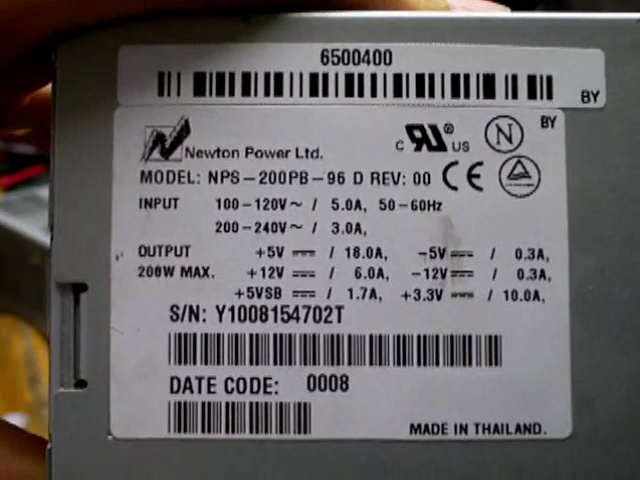 6500400
BY
BY
Newton Power Ltd.
C RU® US N
MODEL: NPS-200PB-96 D REV: 00 CE
INPUT 100-120V~ / 5.0A, 50-60Hz
200-240V~ / 3.0A,
OUTPUT +5V ⎓ / 18.0A, -5V ⎓ / 0.3A,
200W MAX. +12V ⎓ / 6.0A, -12V ⎓ / 0.3A,
+5VSB ⎓ / 1.7A, +3.3V ⎓ / 10.0A,
S/N: Y1008154702T
DATE CODE: 0008
MADE IN THAILAND.